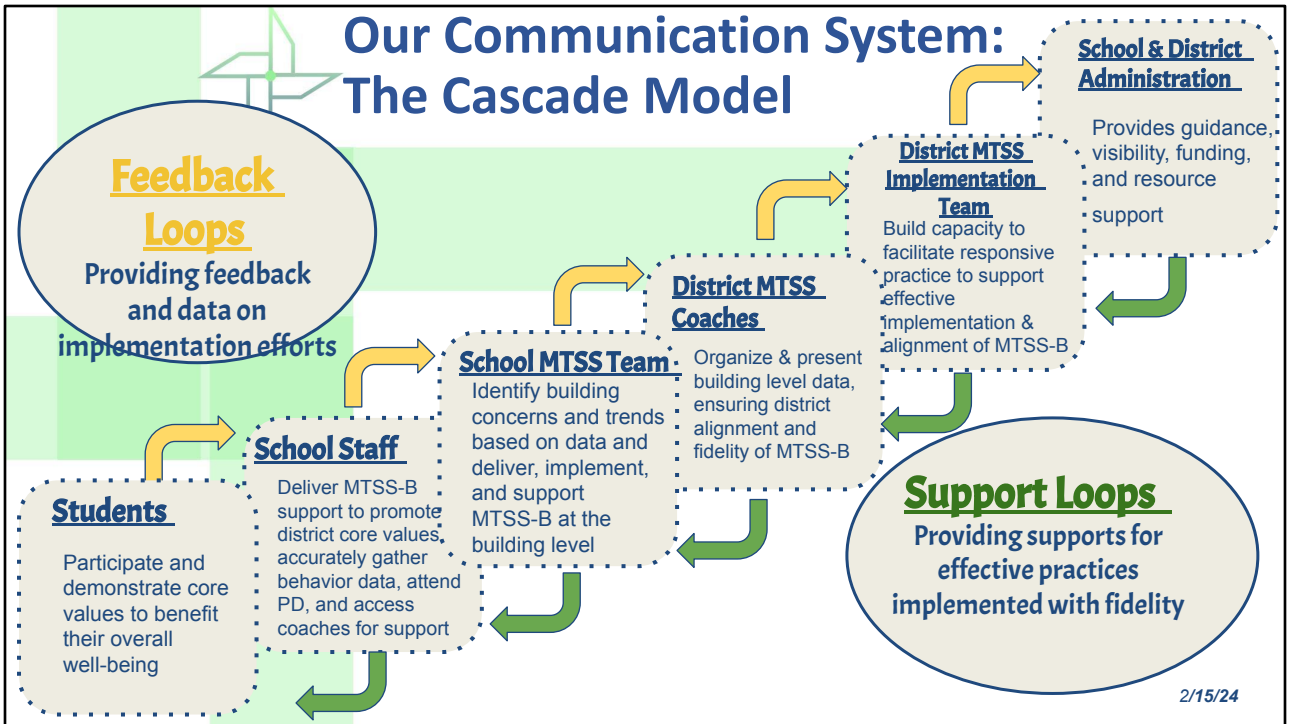 Our Communication System:
The Cascade Model
Feedback
Loops
Providing feedback
and data on
implementation efforts
Students
Participate and
demonstrate core
values to benefit
their overall
well-being
School Staff
Deliver MTSS-B
support to promote
district core values,
accurately gather
behavior data, attend
PD, and access
coaches for support
School MTSS Team
Identify building
concerns and trends
based on data and
deliver, implement,
and support
MTSS-B at the
building level
District MTSS
Coaches
Organize & present
building level data,
ensuring district
alignment and
fidelity of MTSS-B
District MTSS
Implementation
Team
Build capacity to
facilitate responsive
practice to support
effective
implementation &
alignment of MTSS-B
School & District
Administration
Provides guidance,
visibility, funding,
and resource
support
Support Loops
Providing supports for
effective practices
implemented with fidelity
2/15/24